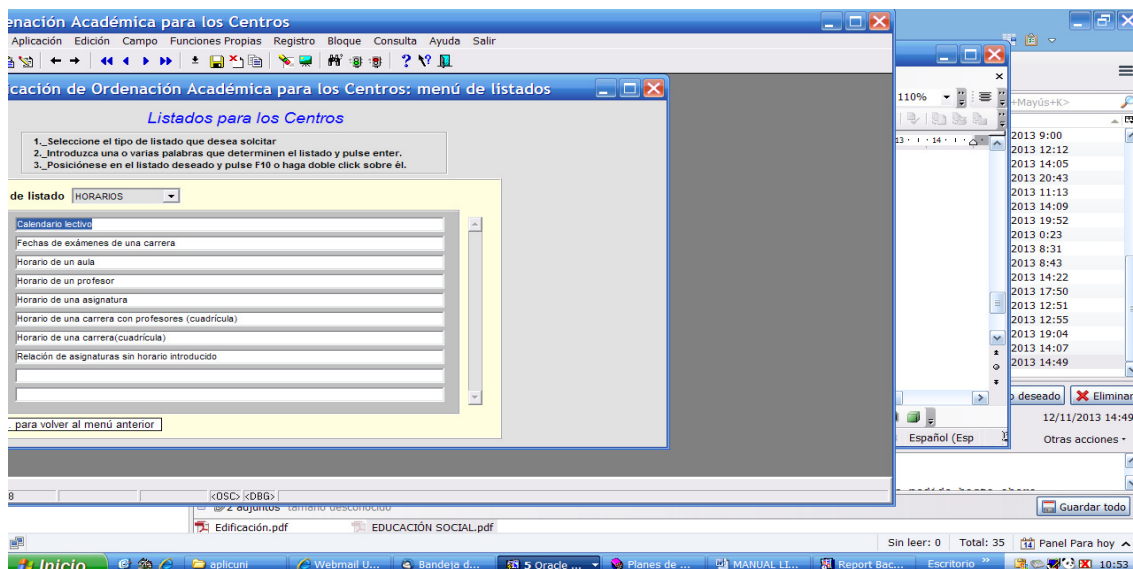 enación Académica para los Centros
Aplicación Edición Campo Funciones Propias Registro Bloque Consulta Ayuda Salir
icación de Ordenación Académica para los Centros: menú de listados
Listados para los Centros
1._Seleccione el tipo de listado que desea solcitar
2._Introduzca una o varias palabras que determinen el listado y pulse enter.
3._Posiciónese en el listado deseado y pulse F10 o haga doble click sobre él.
de listado HORARIOS
Calendario lectivo
Fechas de exámenes de una carrera
Horario de un aula
Horario de un profesor
Horario de una asignatura
Horario de una carrera con profesores (cuadrícula)
Horario de una carrera(cuadrícula)
Relación de asignaturas sin horario introducido
. para volver al menú anterior
8 <OSC> <DBG>
110%
13 · 14
Español (Esp
+Mayús+K>
2013 9:00
2013 12:12
2013 14:05
2013 20:43
2013 11:13
2013 14:09
2013 19:52
2013 0:23
2013 8:31
2013 8:43
2013 14:22
2013 17:50
2013 12:51
2013 12:55
2013 19:04
2013 14:07
2013 14:49
o deseado Eliminar
12/11/2013 14:49
Otras acciones
2 adjuntos tamaño desconocido
Guardar todo
Edificación.pdf EDUCACIÓN SOCIAL.pdf
Sin leer: 0 Total: 35 14 Panel Para hoy
Inicio aplicuni Webmail U... Bandeja d... 5 Oracle ... Planes de ... MANUAL LI... Report Bac... Escritorio » 10:53